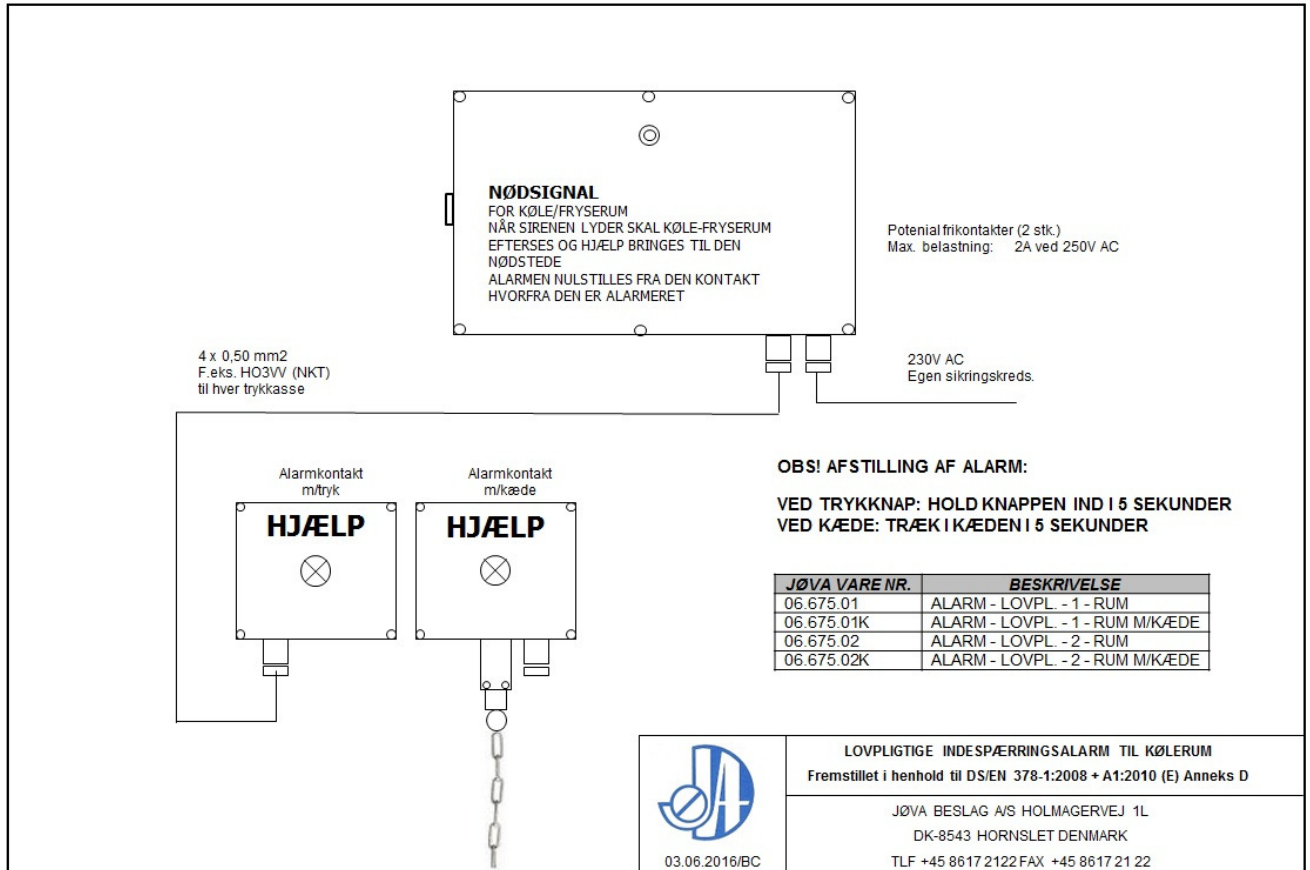 NØDSIGNAL
FOR KØLE/FRYSERUM
NÅR SIRENEN LYDER SKAL KØLE-FRYSERUM
EFTERSES OG HJÆLP BRINGES TIL DEN
NØDSTEDE
ALARMEN NULSTILLES FRA DEN KONTAKT
HVORFRA DEN ER ALARMERET
Potenial frikontakter (2 stk.)
Max. belastning: 2A ved 250V AC
4 x 0,50 mm2
F.eks. HO3VV (NKT)
til hver trykkasse
230V AC
Egen sikringskreds.
Alarmkontakt
m/tryk
HJÆLP
Alarmkontakt
m/kæde
HJÆLP
OBS! AFSTILLING AF ALARM:
VED TRYKKNAP: HOLD KNAPPEN IND I 5 SEKUNDER
VED KÆDE: TRÆK I KÆDEN I 5 SEKUNDER
JØVA VARE NR. BESKRIVELSE
06.675.01 ALARM - LOVPL. - 1 - RUM
06.675.01K ALARM - LOVPL. - 1 - RUM M/KÆDE
06.675.02 ALARM - LOVPL. - 2 - RUM
06.675.02K ALARM - LOVPL. - 2 - RUM M/KÆDE
03.06.2016/BC
LOVPLIGTIGE INDESPÆRRINGSALARM TIL KØLERUM
Fremstillet i henhold til DS/EN 378-1:2008 + A1:2010 (E) Anneks D
JØVA BESLAG A/S HOLMAGERVEJ 1L
DK-8543 HORNSLET DENMARK
TLF +45 8617 2122 FAX +45 8617 21 22